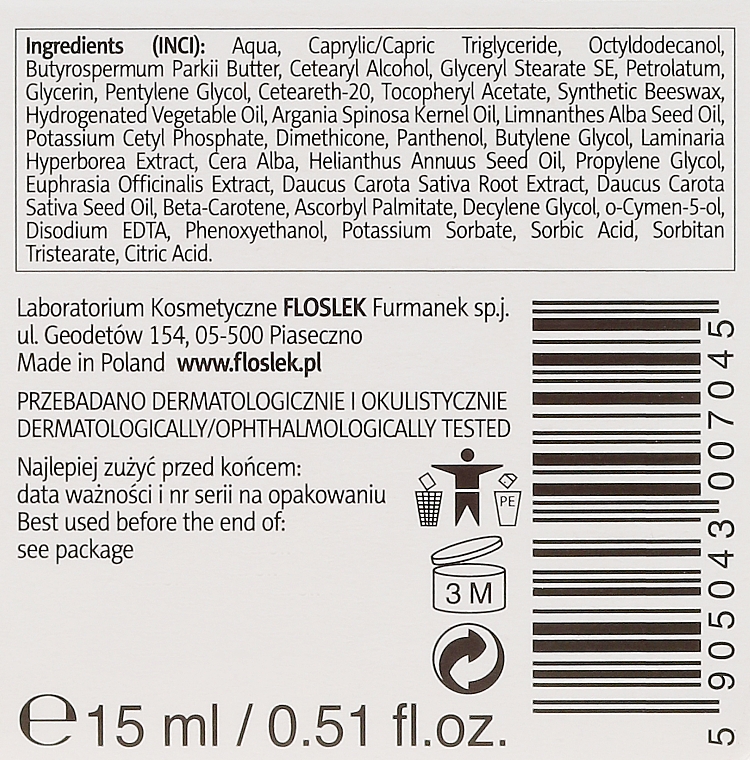 Ingredients (INCI): Aqua, Caprylic/Capric Triglyceride, Octyldodecanol,
Butyrospermum Parkii Butter, Cetearyl Alcohol, Glyceryl Stearate SE, Petrolatum,
Glycerin, Pentylene Glycol, Ceteareth-20, Tocopheryl Acetate, Synthetic Beeswax,
Hydrogenated Vegetable Oil, Argania Spinosa Kernel Oil, Limnanthes Alba Seed Oil,
Potassium Cetyl Phosphate, Dimethicone, Panthenol, Butylene Glycol, Laminaria
Hyperborea Extract, Cera Alba, Helianthus Annuus Seed Oil, Propylene Glycol,
Euphrasia Officinalis Extract, Daucus Carota Sativa Root Extract, Daucus Carota
Sativa Seed Oil, Beta-Carotene, Ascorbyl Palmitate, Decylene Glycol, o-Cymen-5-ol,
Disodium EDTA, Phenoxyethanol, Potassium Sorbate, Sorbic Acid, Sorbitan
Tristearate, Citric Acid.
Laboratorium Kosmetyczne FLOSLEK Furmanek sp.j.
ul. Geodetów 154, 05-500 Piaseczno
Made in Poland www.floslek.pl
PRZEBADANO DERMATOLOGICZNIE I OKULISTYCZNIE
DERMATOLOGICALLY/OPHTHALMOLOGICALLY TESTED
Najlepiej zużyć przed końcem:
data ważności i nr serii na opakowaniu
Best used before the end of:
see package
PE
3 M
5 905043 007045
e 15 ml / 0.51 fl.oz.